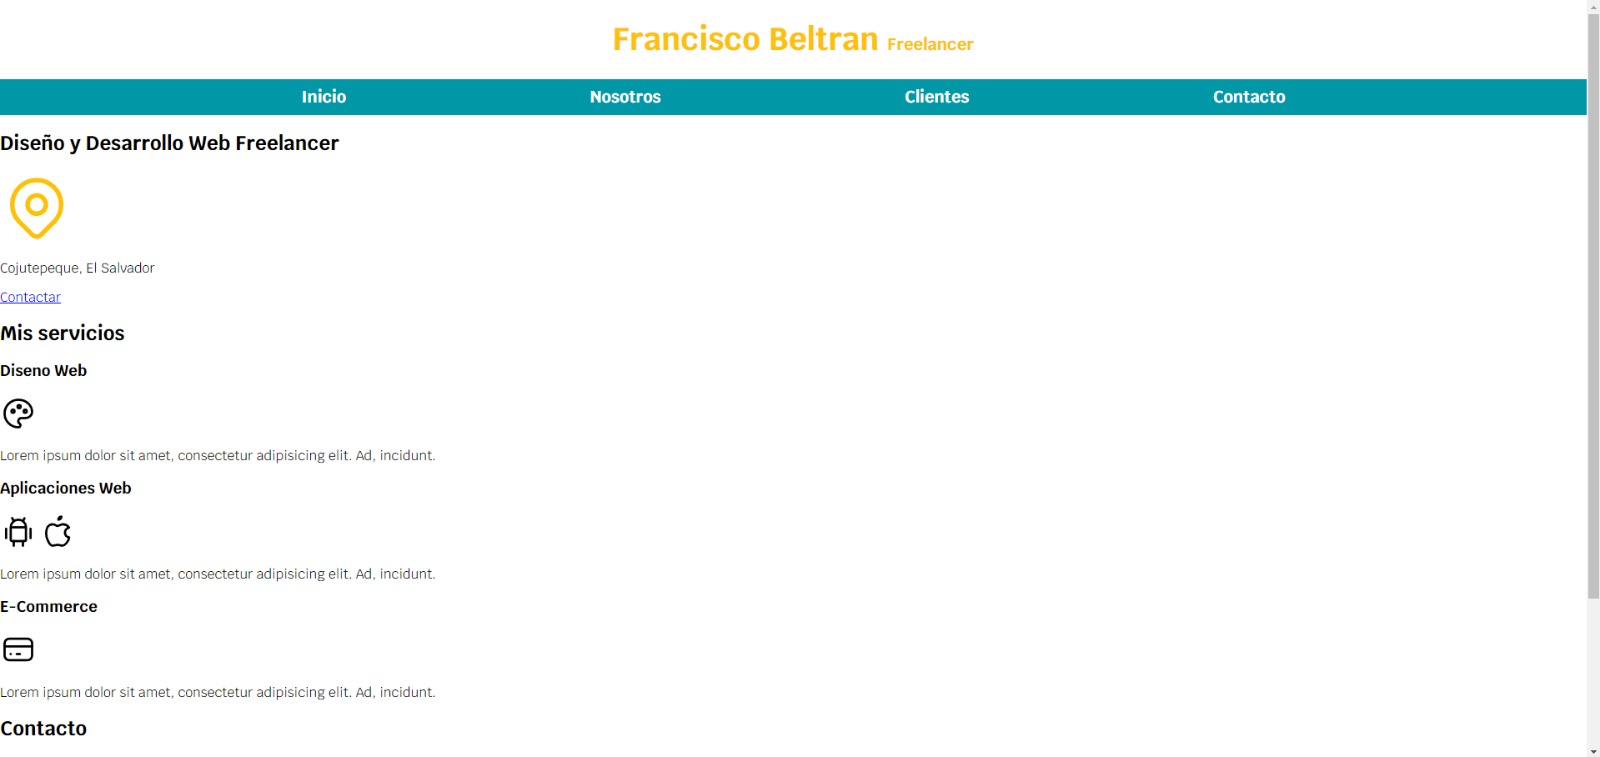 Francisco Beltran Freelancer
Inicio Nosotros Clientes Contacto
Diseño y Desarrollo Web Freelancer
Cojutepeque, El Salvador
Contactar
Mis servicios
Diseno Web
Lorem ipsum dolor sit amet, consectetur adipisicing elit. Ad, incidunt.
Aplicaciones Web
Lorem ipsum dolor sit amet, consectetur adipisicing elit. Ad, incidunt.
E-Commerce
Lorem ipsum dolor sit amet, consectetur adipisicing elit. Ad, incidunt.
Contacto